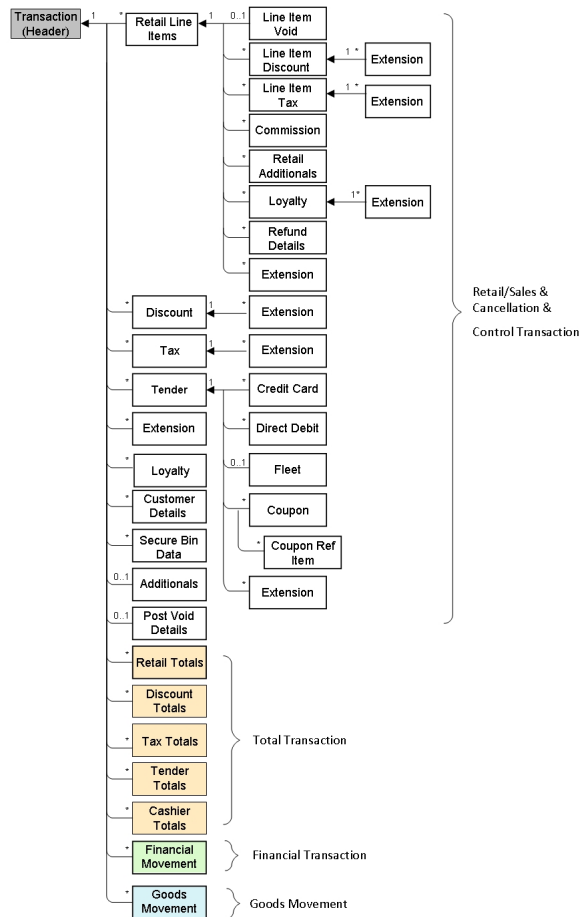 Transaction
(Header)
1
*
Retail Line
Items
1
0..1
Line Item
Void
*
Line Item
Discount
1 *
Extension
*
Line Item
Tax
1 *
Extension
*
Commission
*
Retail
Additionals
*
Loyalty
1*
Extension
*
Refund
Details
*
Extension
Retail/Sales &
Cancellation &
Control Transaction
*
Discount
1
*
Extension
*
Tax
1
*
Extension
*
Tender
1
*
Credit Card
*
Extension
*
Direct Debit
*
Loyalty
0..1
Fleet
*
Customer
Details
*
Coupon
*
Secure Bin
Data
*
Coupon Ref
Item
0..1
Additionals
*
Extension
0..1
Post Void
Details
*
Retail Totals
*
Discount
Totals
*
Tax Totals
Total Transaction
*
Tender
Totals
*
Cashier
Totals
*
Financial
Movement
Financial Transaction
*
Goods
Movement
Goods Movement